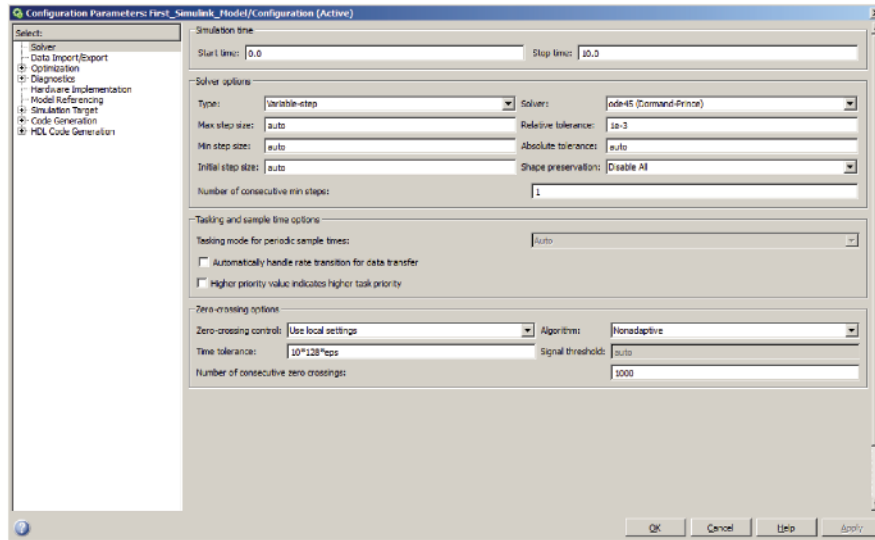 Configuration Parameters: First_Simulink_Model/Configuration (Active)
Select:
Solver
Data Import/Export
Optimization
Diagnostics
Hardware Implementation
Model Referencing
Simulation Target
Code Generation
HDL Code Generation
Simulation time
Start time: 0.0 Stop time: 10.0
Solver options
Type: Variable-step Solver: ode45 (Dormand-Prince)
Max step size: auto Relative tolerance: 1e-3
Min step size: auto Absolute tolerance: auto
Initial step size: auto Shape preservation: Disable All
Number of consecutive min steps: 1
Tasking and sample time options
Tasking mode for periodic sample times: Auto
Automatically handle rate transition for data transfer
Higher priority value indicates higher task priority
Zero-crossing options
Zero-crossing control: Use local settings Algorithm: Nonadaptive
Time tolerance: 10*128*eps Signal threshold: auto
Number of consecutive zero crossings: 1000
OK Cancel Help Apply